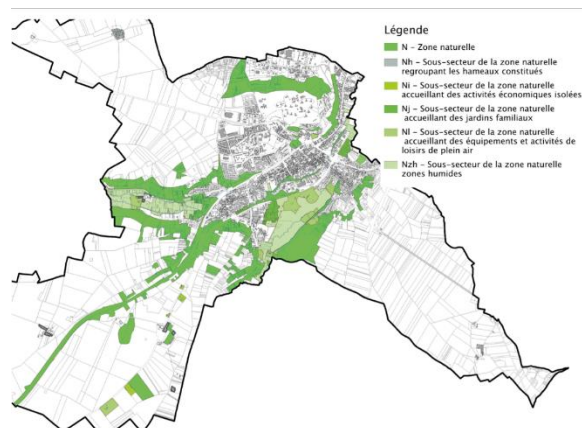 Légende
N - Zone naturelle
Nh - Sous-secteur de la zone naturelle
regroupant les hameaux constitués
Ni - Sous-secteur de la zone naturelle
accueillant des activités économiques isolées
Nj - Sous-secteur de la zone naturelle
accueillant des jardins familiaux
Nl - Sous-secteur de la zone naturelle
accueillant des équipements et activités de
loisirs de plein air
Nzh - Sous-secteur de la zone naturelle
zones humides